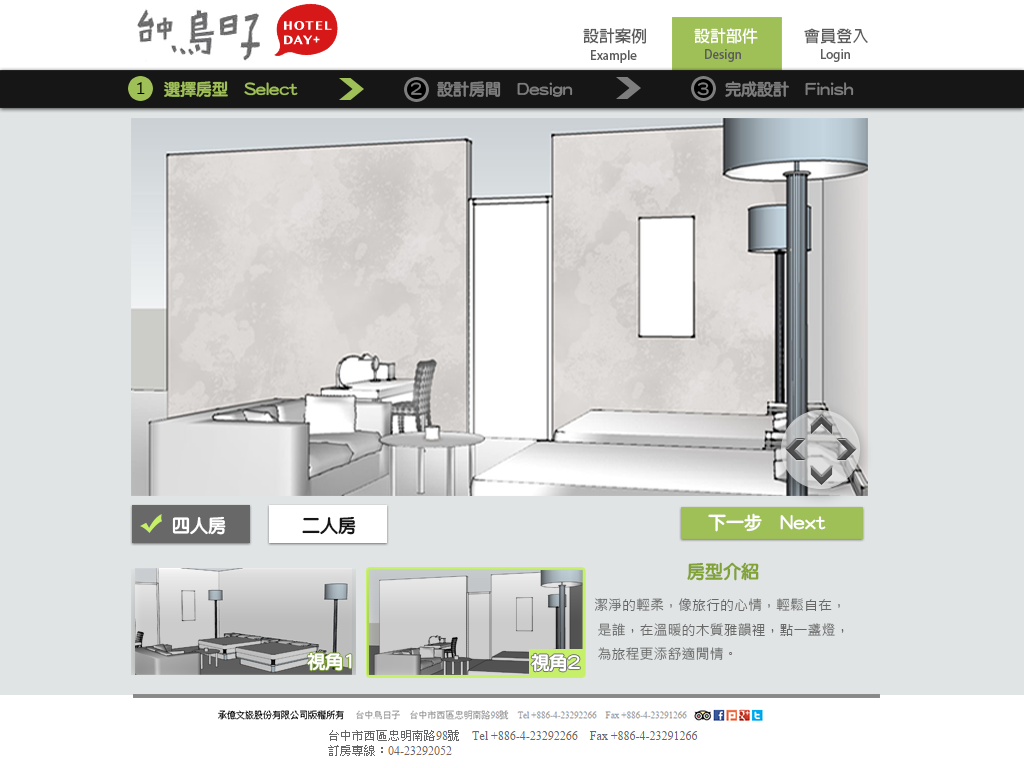 台中鳥日子
HOTEL
DAY+
設計案例
Example
設計部件
Design
會員登入
Login
1 選擇房型 Select
2 設計房間 Design
3 完成設計 Finish
四人房
二人房
下一步 Next
視角1
視角2
房型介紹
潔淨的輕柔，像旅行的心情，輕鬆自在，
是誰，在溫暖的木質雅韻裡，點一盞燈，
為旅程更添舒適閒情。
承億文旅股份有限公司版權所有 台中鳥日子 台中市西區忠明南路98號 Tel +886-4-23292266 Fax +886-4-23291266
台中市西區忠明南路98號 Tel +886-4-23292266 Fax +886-4-23291266
訂房專線：04-23292052